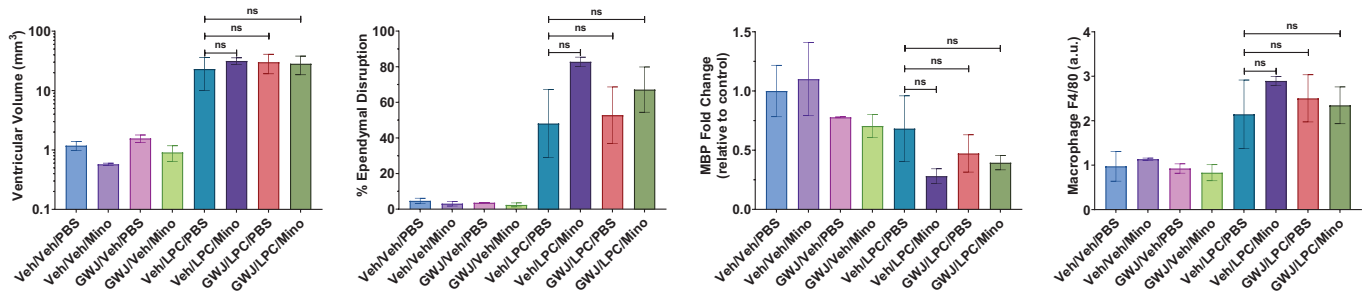 ns
ns
ns
Ventricular Volume (mm³)
100
10
1
0.1
Veh/Veh/PBS
Veh/Veh/Mino
GWJ/Veh/PBS
GWJ/Veh/Mino
Veh/LPC/PBS
Veh/LPC/Mino
GWJ/LPC/PBS
GWJ/LPC/Mino
ns
ns
ns
% Ependymal Disruption
100
80
60
40
20
0
Veh/Veh/PBS
Veh/Veh/Mino
GWJ/Veh/PBS
GWJ/Veh/Mino
Veh/LPC/PBS
Veh/LPC/Mino
GWJ/LPC/PBS
GWJ/LPC/Mino
ns
ns
ns
MBP Fold Change
(relative to control)
1.5
1.0
0.5
0.0
Veh/Veh/PBS
Veh/Veh/Mino
GWJ/Veh/PBS
GWJ/Veh/Mino
Veh/LPC/PBS
Veh/LPC/Mino
GWJ/LPC/PBS
GWJ/LPC/Mino
ns
ns
ns
Macrophage F4/80 (a.u.)
4
3
2
1
0
Veh/Veh/PBS
Veh/Veh/Mino
GWJ/Veh/PBS
GWJ/Veh/Mino
Veh/LPC/PBS
Veh/LPC/Mino
GWJ/LPC/PBS
GWJ/LPC/Mino